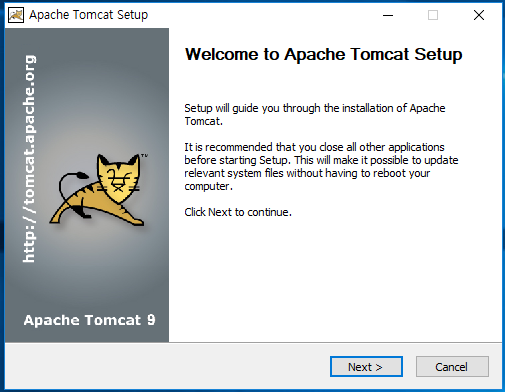 Apache Tomcat Setup
http://tomcat.apache.org
TM
Apache Tomcat 9
Welcome to Apache Tomcat Setup
Setup will guide you through the installation of Apache
Tomcat.
It is recommended that you close all other applications
before starting Setup. This will make it possible to update
relevant system files without having to reboot your
computer.
Click Next to continue.
Next >
Cancel